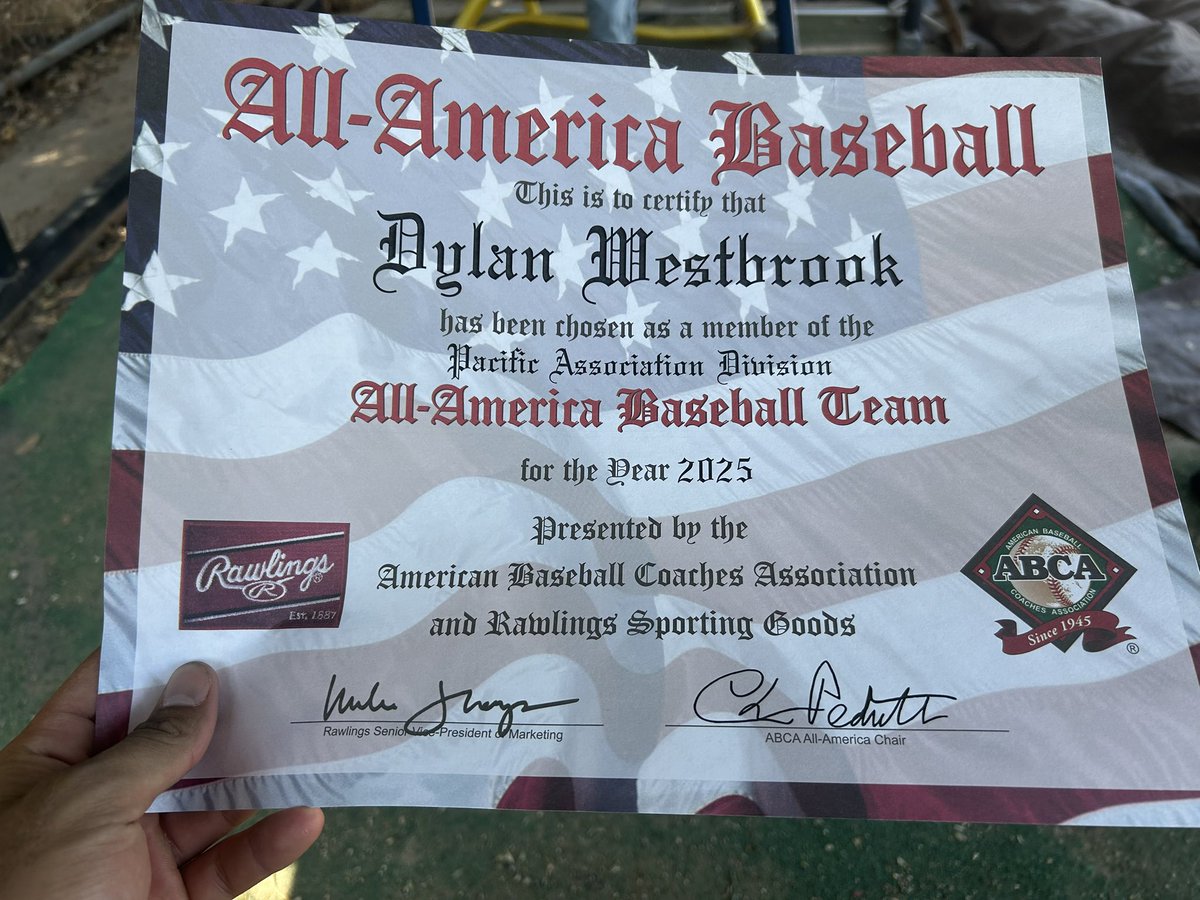 All-America Baseball
This is to certify that
Dylan Westbrook
has been chosen as a member of the
Pacific Association Division
All-America Baseball Team
for the Year 2025
Presented by the
American Baseball Coaches Association
and Rawlings Sporting Goods
Rawlings
R
®
Est. 1887
AMERICAN BASEBALL
ABCA
COACHES ASSOCIATION
Since 1945
®
Rawlings Senior Vice-President of Marketing
ABCA All-America Chair